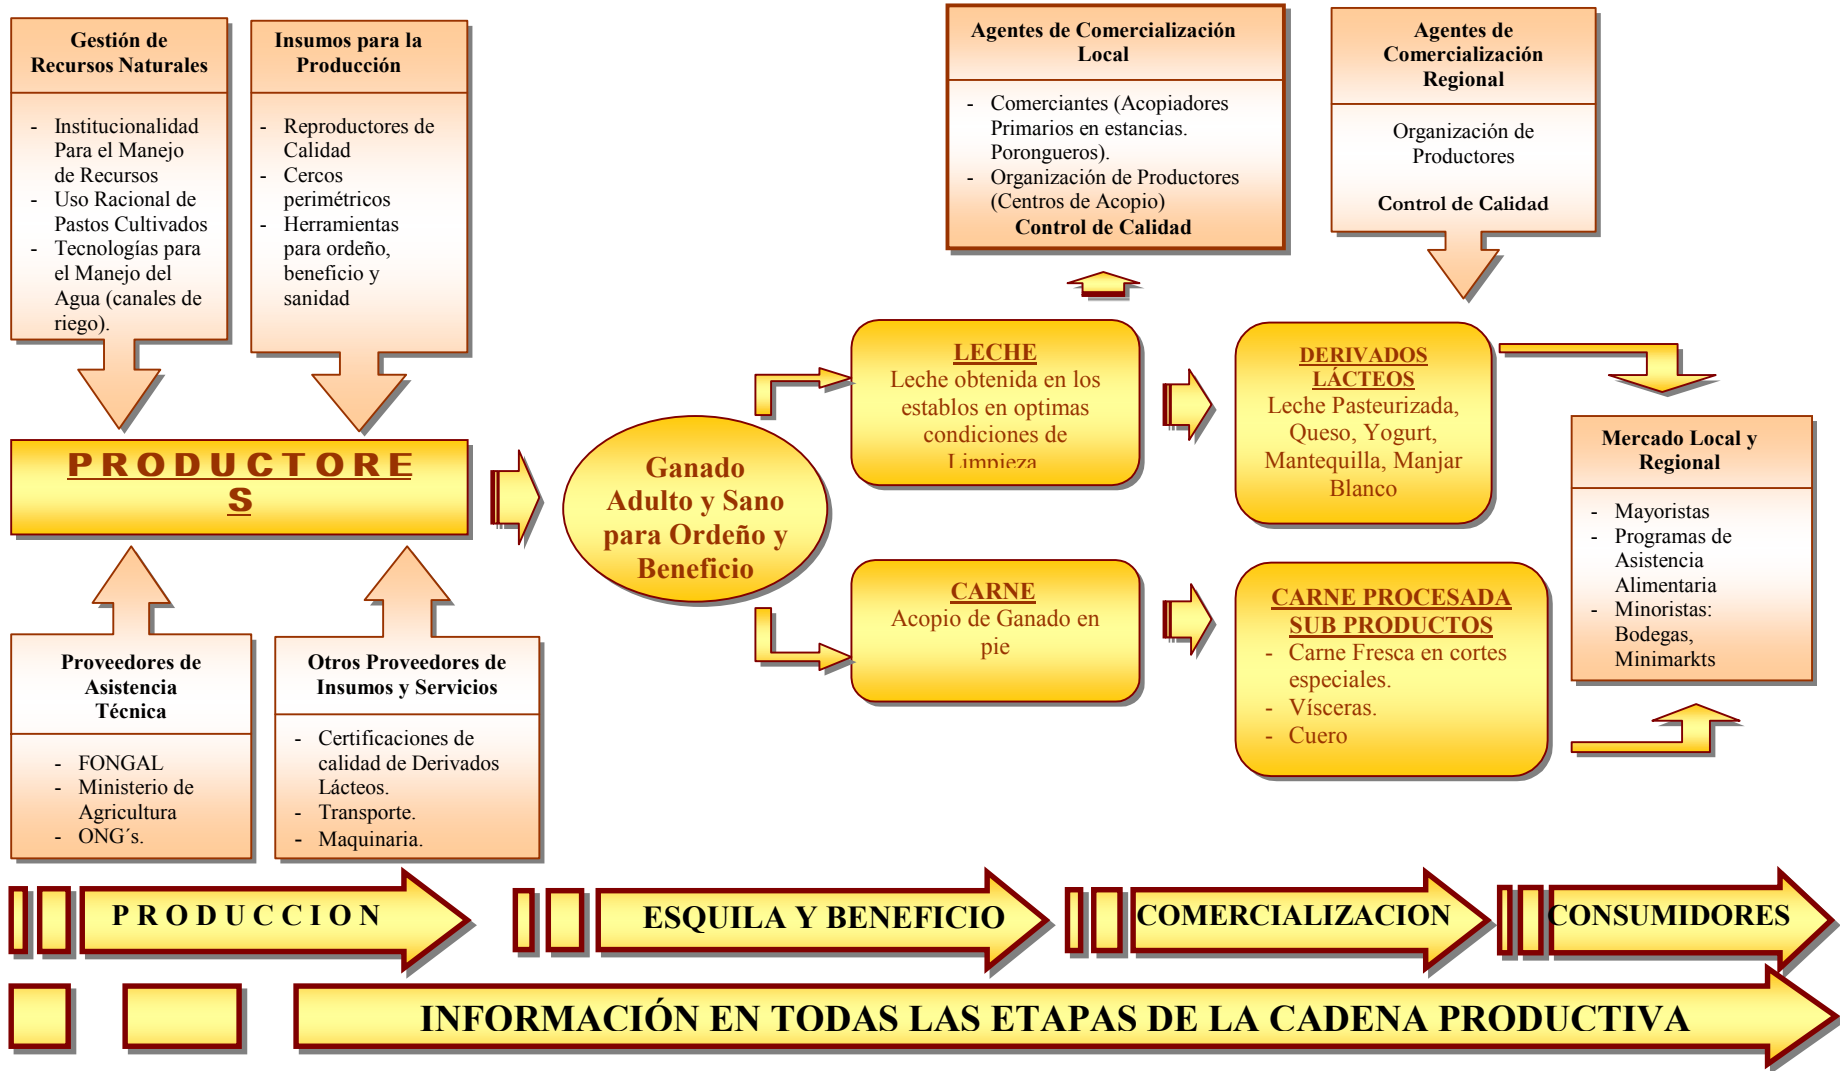 Gestión de
Recursos Naturales
- Institucionalidad
Para el Manejo
de Recursos
- Uso Racional de
Pastos Cultivados
- Tecnologías para
el Manejo del
Agua (canales de
riego).
Insumos para la
Producción
- Reproductores de
Calidad
- Cercos
perimétricos
- Herramientas
para ordeño,
beneficio y
sanidad
Agentes de Comercialización
Local
- Comerciantes (Acopiadores
Primarios en estancias.
Porongueros).
- Organización de Productores
(Centros de Acopio)
Control de Calidad
Agentes de
Comercialización
Regional
Organización de
Productores
Control de Calidad
PRODUCTORE
S
Ganado
Adulto y Sano
para Ordeño y
Beneficio
LECHE
Leche obtenida en los
establos en optimas
condiciones de
Limpieza
DERIVADOS
LÁCTEOS
Leche Pasteurizada,
Queso, Yogurt,
Mantequilla, Manjar
Blanco
CARNE
Acopio de Ganado en
pie
CARNE PROCESADA
SUB PRODUCTOS
- Carne Fresca en cortes
especiales.
- Vísceras.
- Cuero
Mercado Local y
Regional
- Mayoristas
- Programas de
Asistencia
Alimentaria
- Minoristas:
Bodegas,
Minimarkts
Proveedores de
Asistencia
Técnica
- FONGAL
- Ministerio de
Agricultura
- ONG´s.
Otros Proveedores de
Insumos y Servicios
- Certificaciones de
calidad de Derivados
Lácteos.
- Transporte.
- Maquinaria.
PRODUCCION
ESQUILA Y BENEFICIO
COMERCIALIZACION
CONSUMIDORES
INFORMACIÓN EN TODAS LAS ETAPAS DE LA CADENA PRODUCTIVA